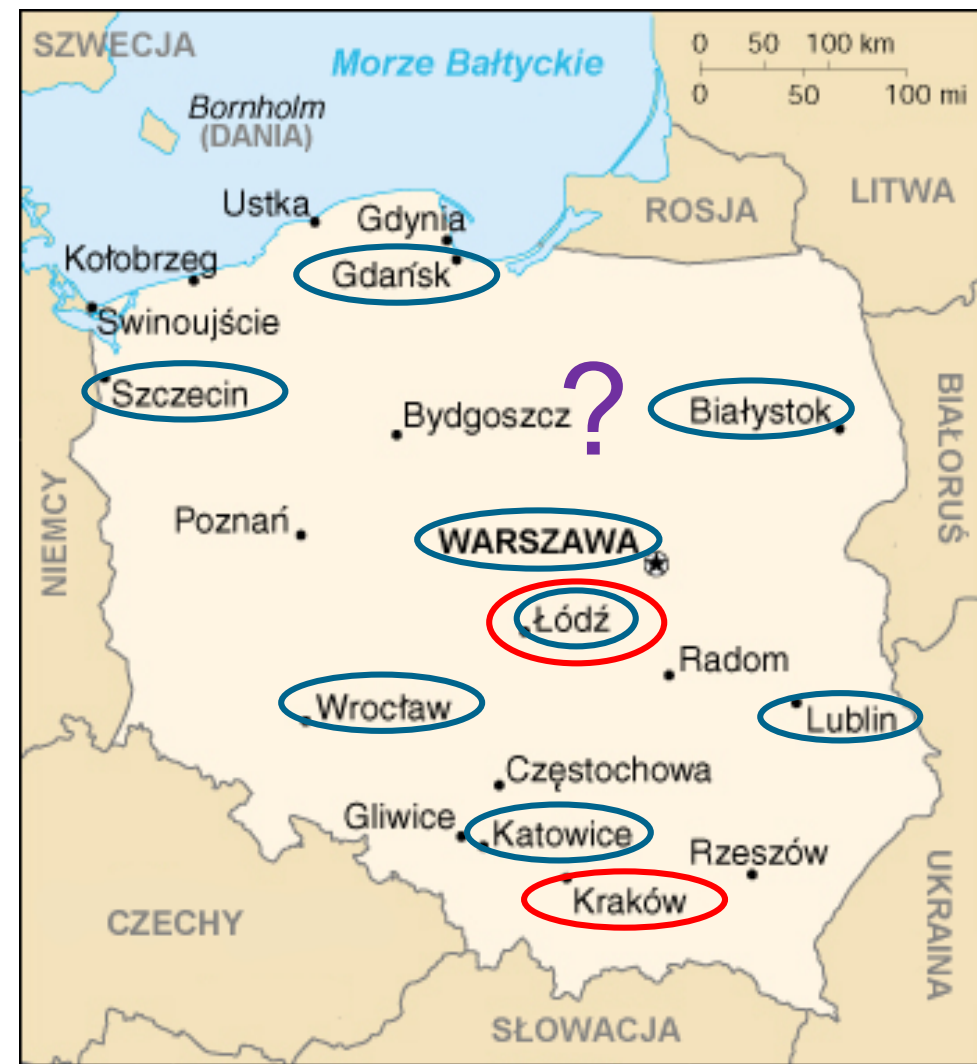 SZWECJA
Morze Bałtyckie
0 50 100 km
0 50 100 mi
Bornholm
(DANIA)
LITWA
ROSJA
Ustka
Gdynia
Gdańsk
Kołobrzeg
Świnoujście
Szczecin
Bydgoszcz
?
Białystok
BIAŁORUŚ
NIEMCY
Poznań
WARSZAWA
Łódź
Radom
Wrocław
Lublin
Częstochowa
Gliwice
Katowice
Rzeszów
Kraków
UKRAINA
CZECHY
SŁOWACJA